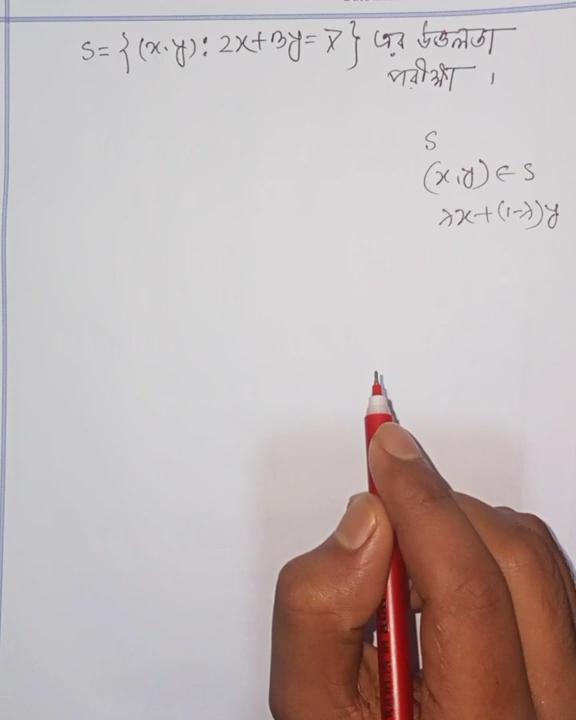 S = {(x, y) : 2x + 3y = 7} এর উত্তলতা
পরীক্ষা ।
S
(x, y) ∈ S
λx + (1-λ)y